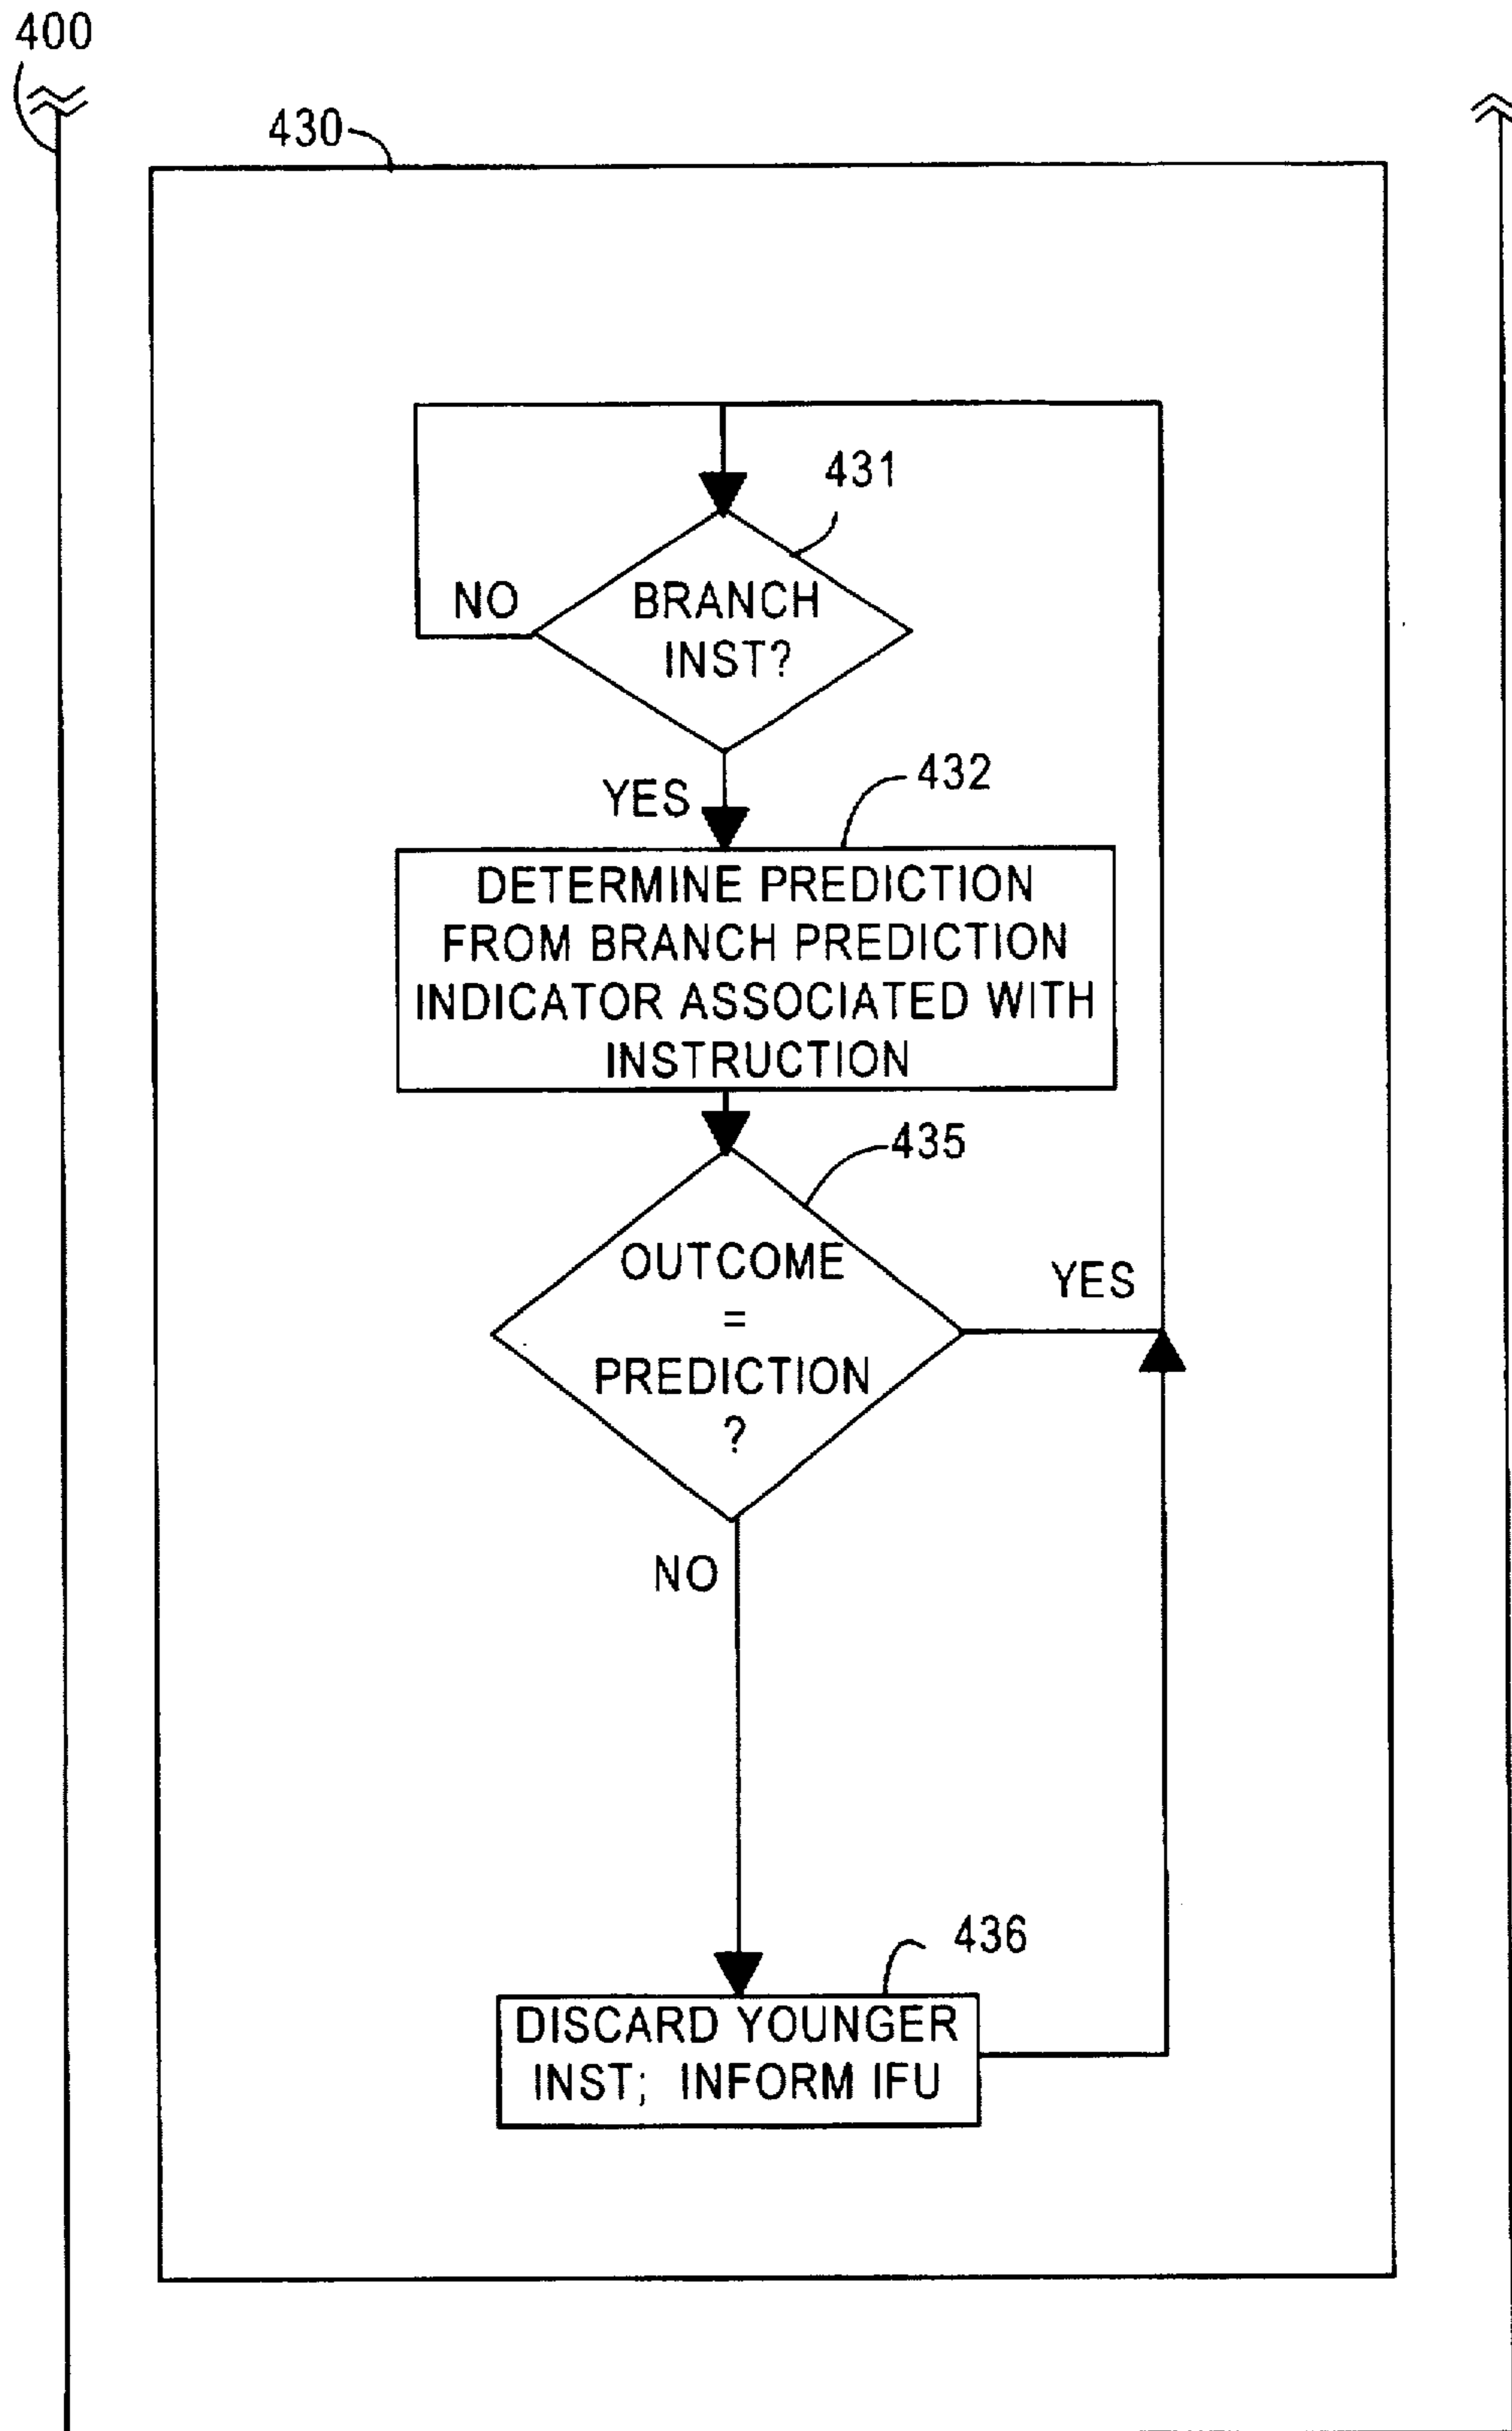 400
430
431
NO
BRANCH
INST?
432
YES
DETERMINE PREDICTION
FROM BRANCH PREDICTION
INDICATOR ASSOCIATED WITH
INSTRUCTION
435
OUTCOME
=
PREDICTION
?
YES
NO
436
DISCARD YOUNGER
INST; INFORM IFU